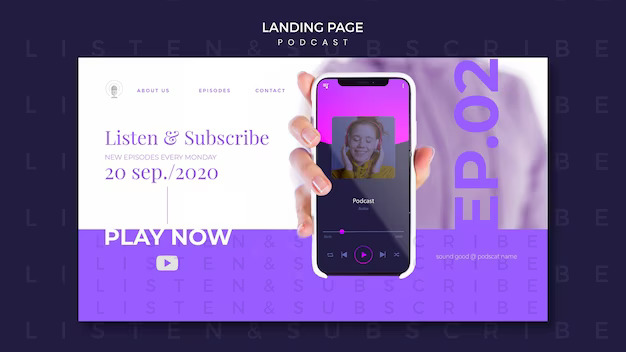 LANDING PAGE
PODCAST
LISTEN & SUBSCRIBE
ABOUT US
EPISODES
CONTACT
Listen & Subscribe
NEW EPISODES EVERY MONDAY
20 sep./2020
PLAY NOW
EP.02
Podcast
sound good @ podscat name
LISTEN & SUBSCRIBE
LISTEN & SUBSCRIBE